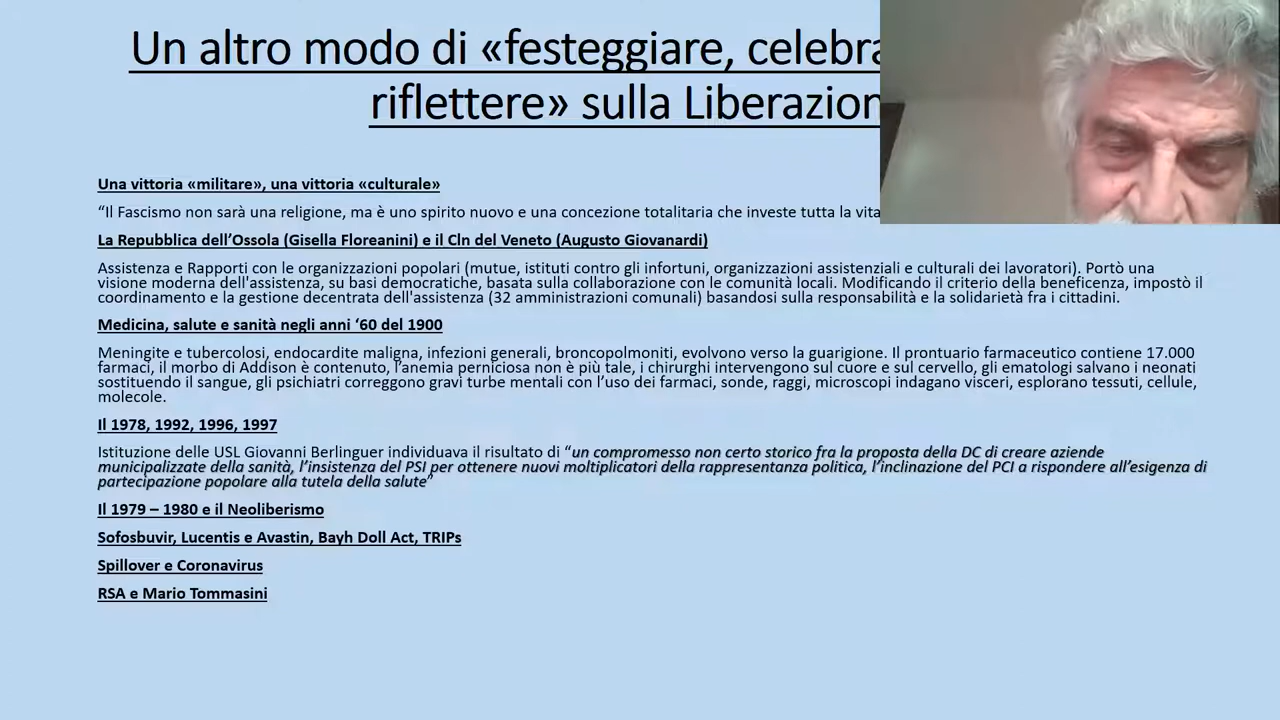 Un altro modo di «festeggiare, celebra
riflettere» sulla Liberazion
Una vittoria «militare», una vittoria «culturale»
“Il Fascismo non sarà una religione, ma è uno spirito nuovo e una concezione totalitaria che investe tutta la vita
La Repubblica dell’Ossola (Gisella Floreanini) e il Cln del Veneto (Augusto Giovanardi)
Assistenza e Rapporti con le organizzazioni popolari (mutue, istituti contro gli infortuni, organizzazioni assistenziali e culturali dei lavoratori). Portò una
visione moderna dell'assistenza, su basi democratiche, basata sulla collaborazione con le comunità locali. Modificando il criterio della beneficenza, impostò il
coordinamento e la gestione decentrata dell'assistenza (32 amministrazioni comunali) basandosi sulla responsabilità e la solidarietà fra i cittadini.
Medicina, salute e sanità negli anni ‘60 del 1900
Meningite e tubercolosi, endocardite maligna, infezioni generali, broncopolmoniti, evolvono verso la guarigione. Il prontuario farmaceutico contiene 17.000
farmaci, il morbo di Addison è contenuto, l’anemia perniciosa non è più tale, i chirurghi intervengono sul cuore e sul cervello, gli ematologi salvano i neonati
sostituendo il sangue, gli psichiatri correggono gravi turbe mentali con l’uso dei farmaci, sonde, raggi, microscopi indagano visceri, esplorano tessuti, cellule,
molecole.
Il 1978, 1992, 1996, 1997
Istituzione delle USL Giovanni Berlinguer individuava il risultato di “un compromesso non certo storico fra la proposta della DC di creare aziende
municipalizzate della sanità, l’insistenza del PSI per ottenere nuovi moltiplicatori della rappresentanza politica, l’inclinazione del PCI a rispondere all’esigenza di
partecipazione popolare alla tutela della salute”
Il 1979 – 1980 e il Neoliberismo
Sofosbuvir, Lucentis e Avastin, Bayh Doll Act, TRIPs
Spillover e Coronavirus
RSA e Mario Tommasini